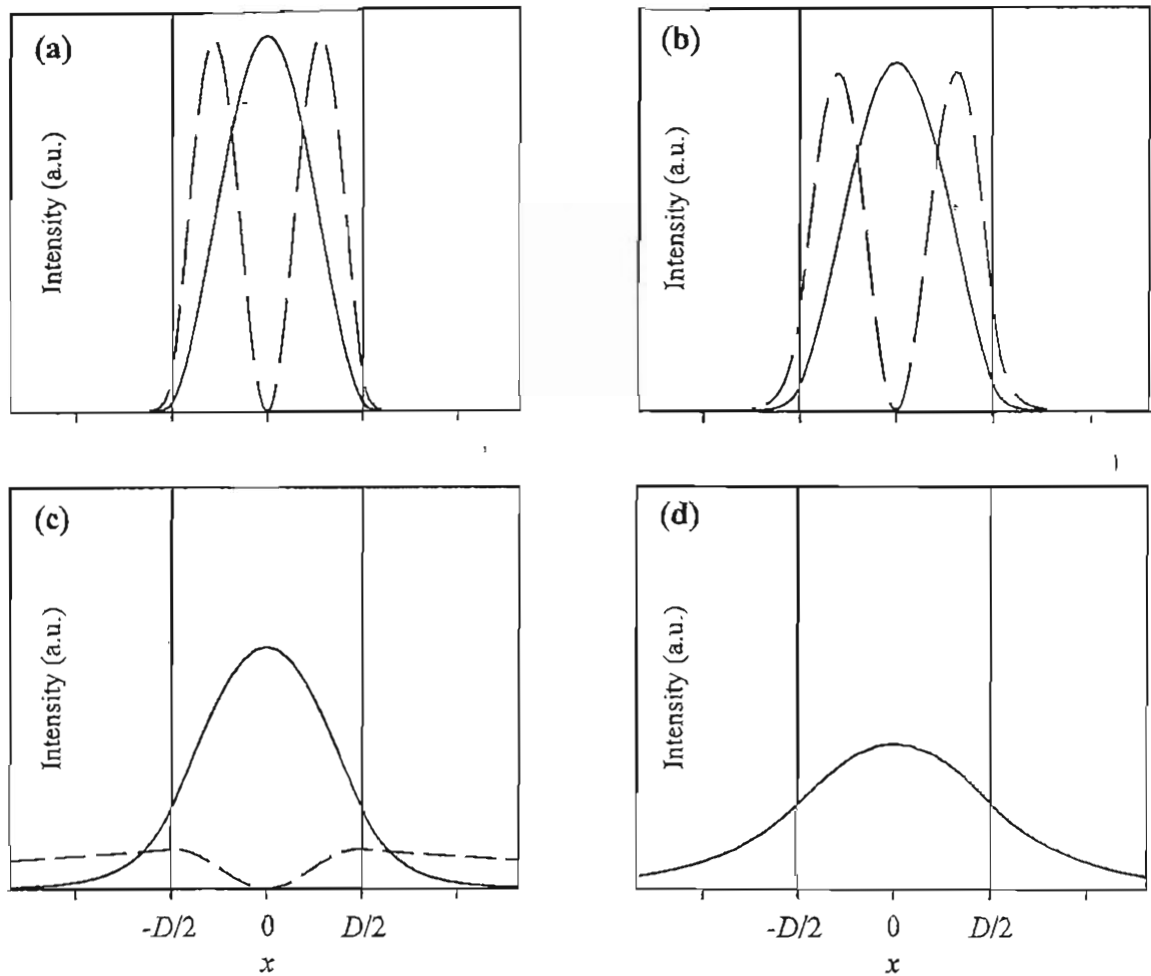 (a)
Intensity (a.u.)
(b)
Intensity (a.u.)
(c)
Intensity (a.u.)
-D/2 0 D/2
x
(d)
Intensity (a.u.)
-D/2 0 D/2
x